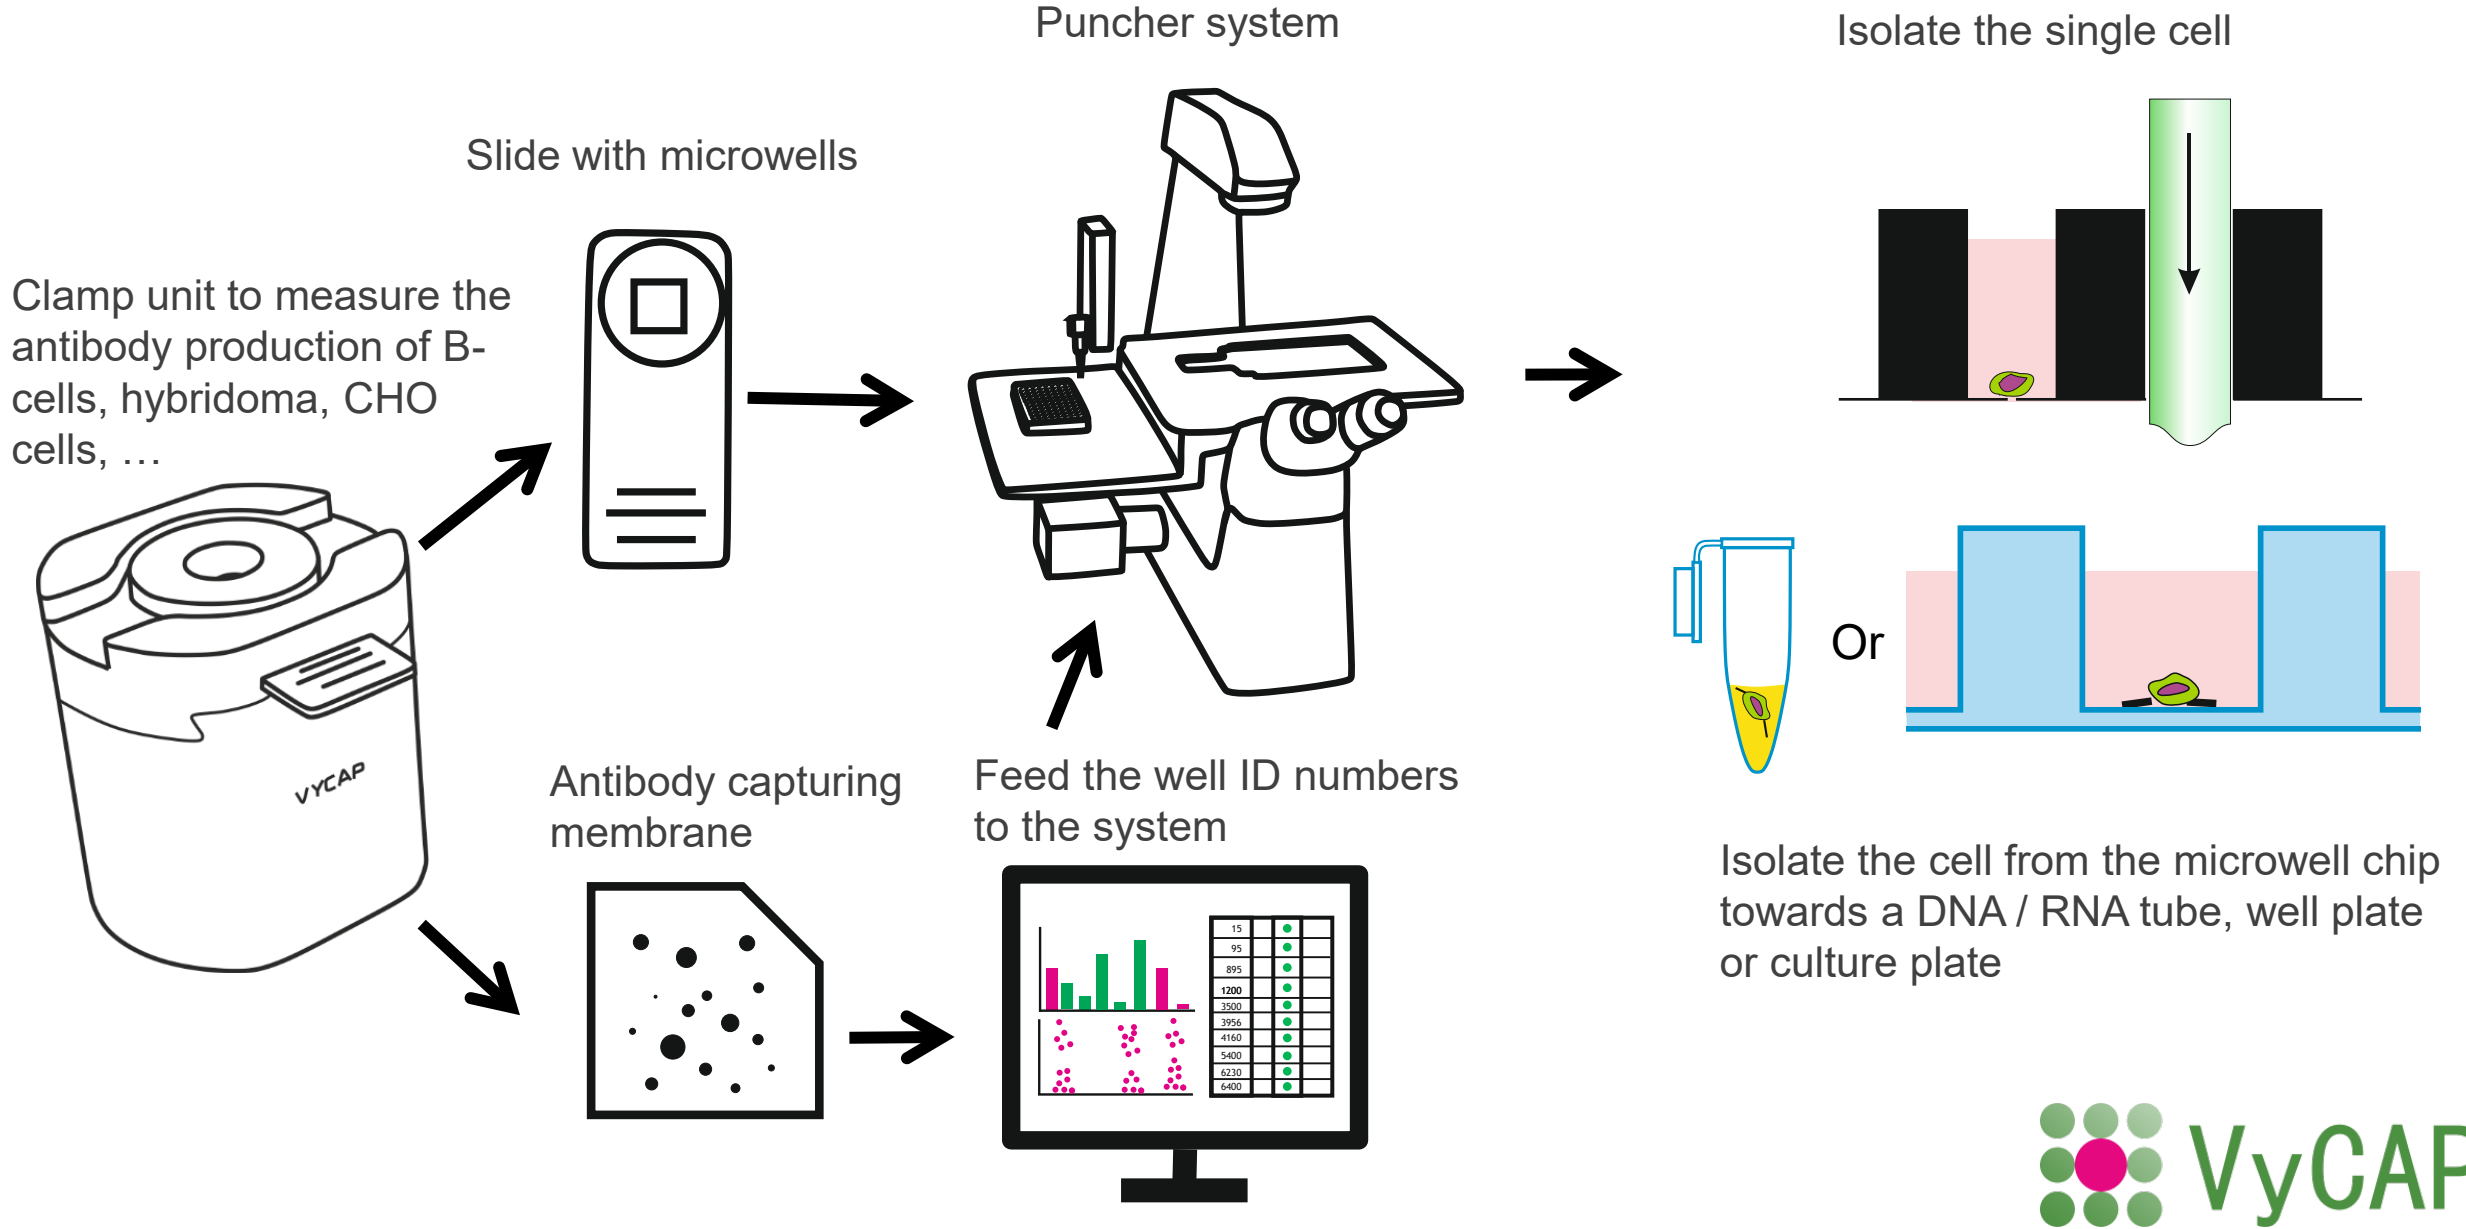 Puncher system
Isolate the single cell
Slide with microwells
Clamp unit to measure the
antibody production of B-
cells, hybridoma, CHO
cells, …
VYCAP
Or
Antibody capturing
membrane
Feed the well ID numbers
to the system
15
95
895
1200
3500
3956
4160
5400
6230
6400
Isolate the cell from the microwell chip
towards a DNA / RNA tube, well plate
or culture plate
VyCAP